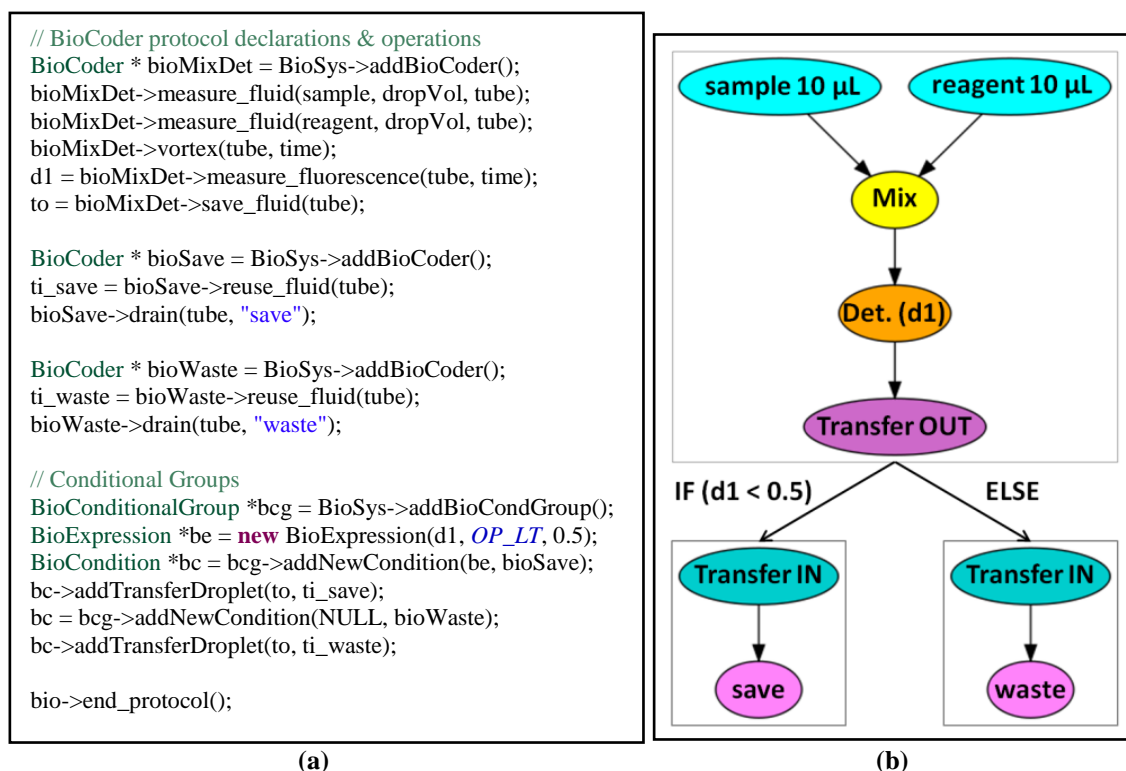 // BioCoder protocol declarations & operations
BioCoder * bioMixDet = BioSys->addBioCoder();
bioMixDet->measure_fluid(sample, dropVol, tube);
bioMixDet->measure_fluid(reagent, dropVol, tube);
bioMixDet->vortex(tube, time);
d1 = bioMixDet->measure_fluorescence(tube, time);
to = bioMixDet->save_fluid(tube);
BioCoder * bioSave = BioSys->addBioCoder();
ti_save = bioSave->reuse_fluid(tube);
bioSave->drain(tube, "save");
BioCoder * bioWaste = BioSys->addBioCoder();
ti_waste = bioWaste->reuse_fluid(tube);
bioWaste->drain(tube, "waste");
// Conditional Groups
BioConditionalGroup *bcg = BioSys->addBioCondGroup();
BioExpression *be = new BioExpression(d1, OP_LT, 0.5);
BioCondition *bc = bcg->addNewCondition(be, bioSave);
bc->addTransferDroplet(to, ti_save);
bc = bcg->addNewCondition(NULL, bioWaste);
bc->addTransferDroplet(to, ti_waste);
bio->end_protocol();
(a)
sample 10 µL
reagent 10 µL
Mix
Det. (d1)
Transfer OUT
IF (d1 < 0.5)
ELSE
Transfer IN
Transfer IN
save
waste
(b)